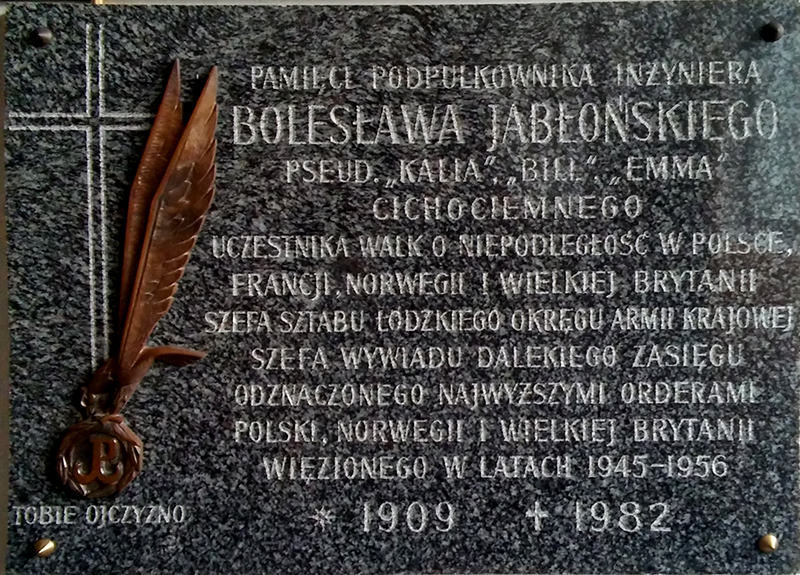 PAMIĘCI PODPUŁKOWNIKA INŻYNIERA
BOLESŁAWA JABŁOŃSKIEGO
PSEUD. „KALIA”, „BILL”, „EMMA”
CICHOCIEMNEGO
UCZESTNIKA WALK O NIEPODLEGŁOŚĆ W POLSCE,
FRANCJI, NORWEGII I WIELKIEJ BRYTANII
SZEFA SZTABU ŁÓDZKIEGO OKRĘGU ARMII KRAJOWEJ
SZEFA WYWIADU DALEKIEGO ZASIĘGU
ODZNACZONEGO NAJWYŻSZYMI ORDERAMI
POLSKI, NORWEGII I WIELKIEJ BRYTANII
WIĘZIONEGO W LATACH 1945-1956
* 1909 ✝ 1982
PW
TOBIE OJCZYZNO